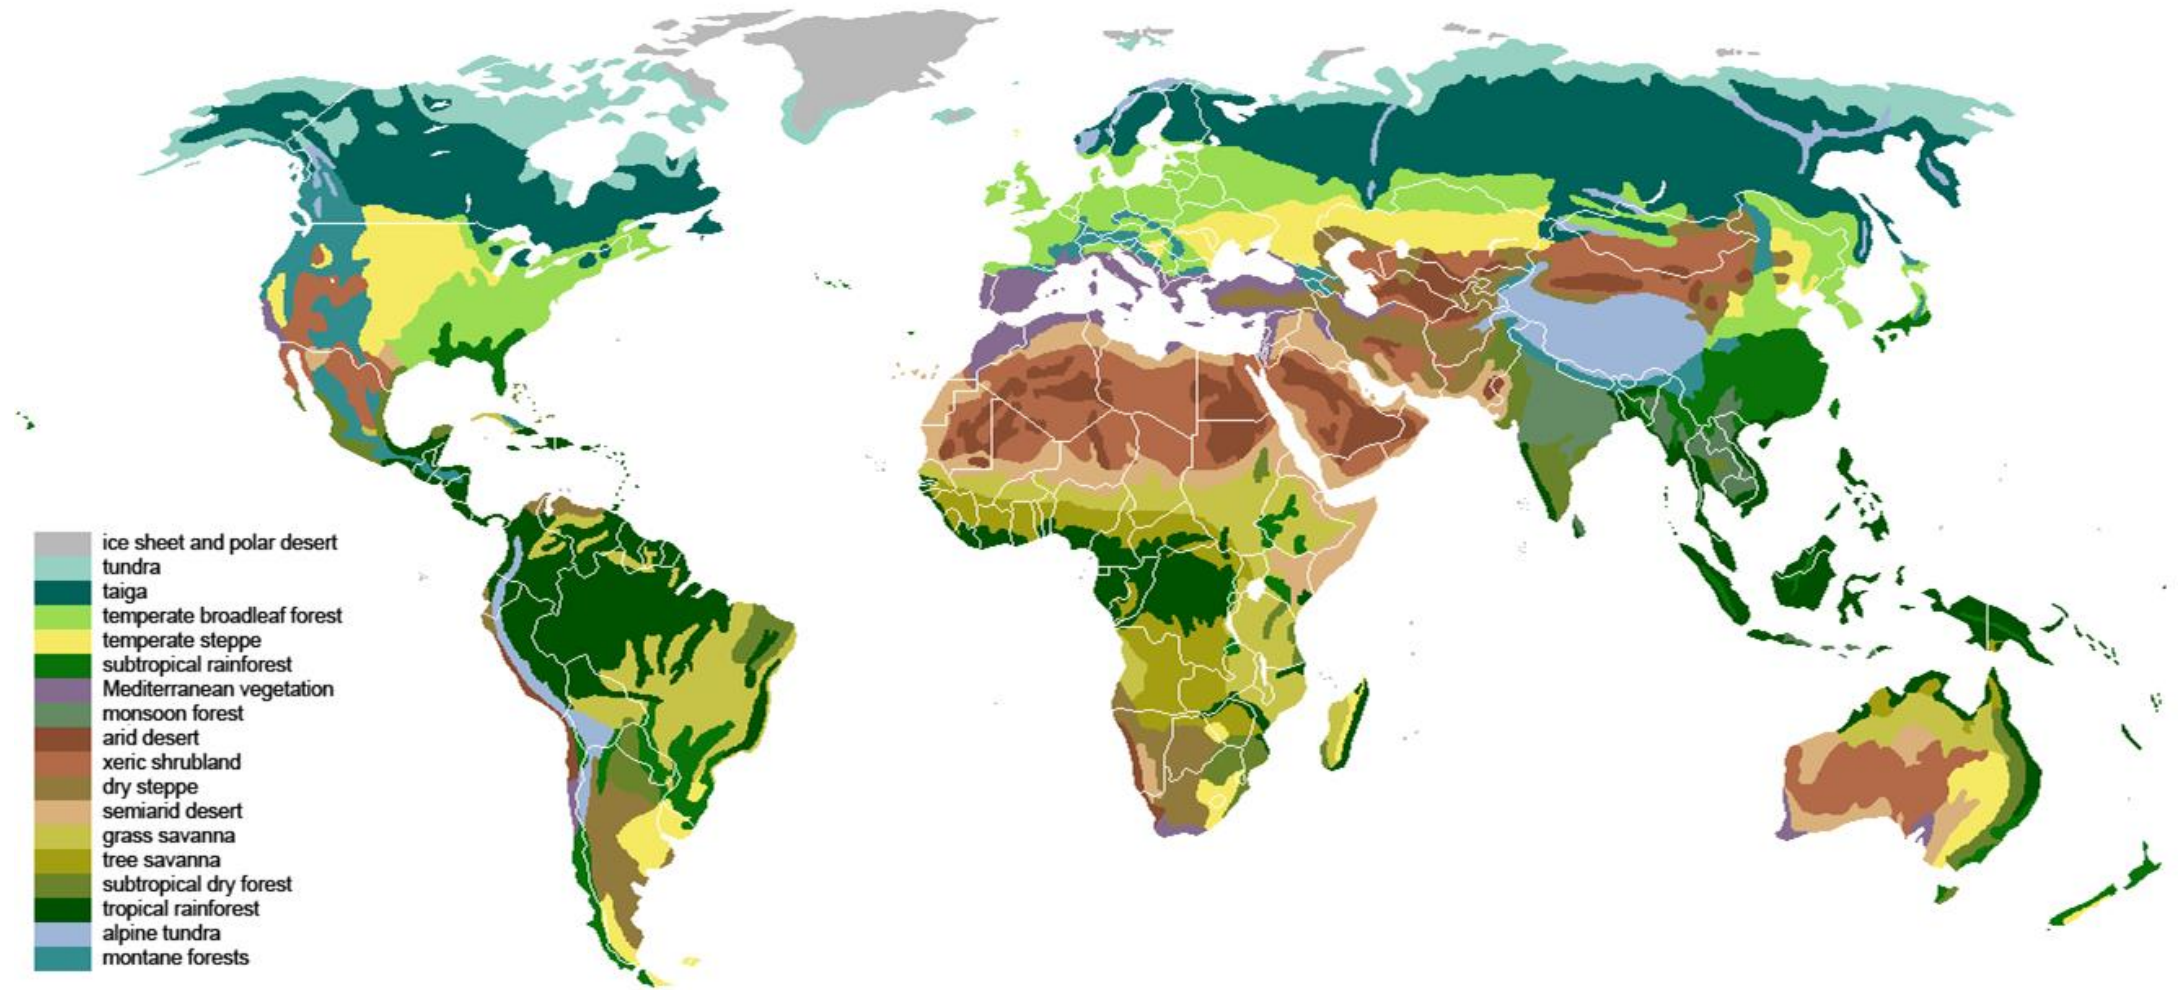 ice sheet and polar desert
tundra
taiga
temperate broadleaf forest
temperate steppe
subtropical rainforest
Mediterranean vegetation
monsoon forest
arid desert
xeric shrubland
dry steppe
semiarid desert
grass savanna
tree savanna
subtropical dry forest
tropical rainforest
alpine tundra
montane forests